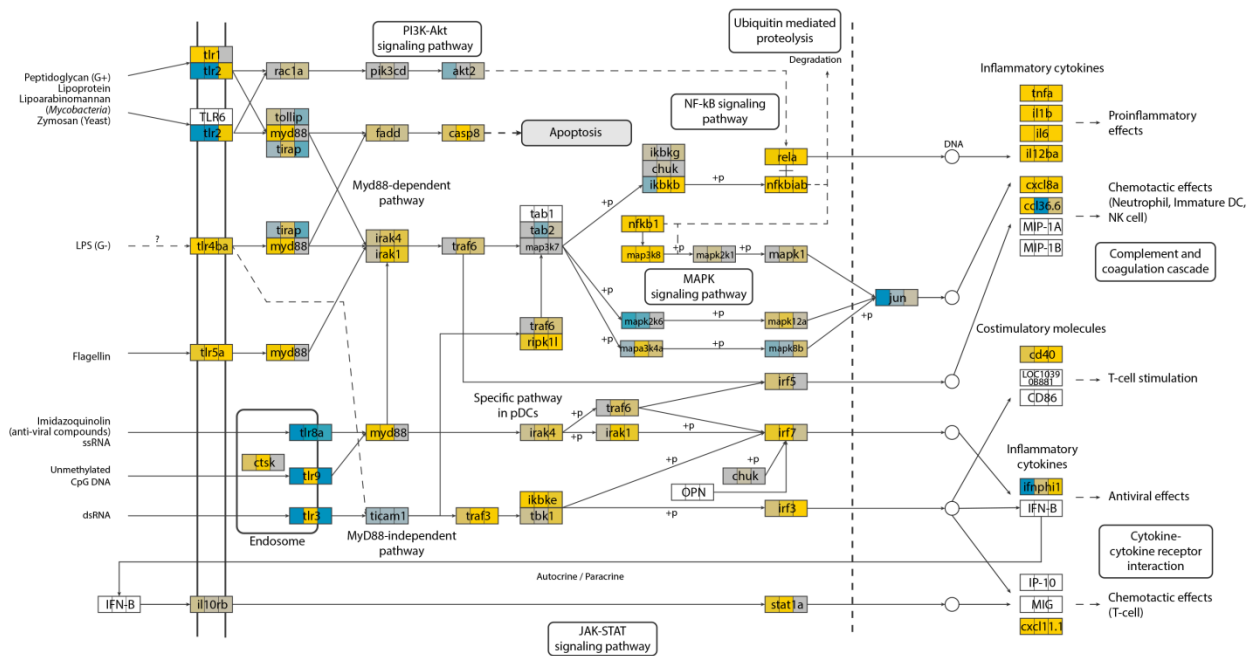 PI3K-Akt
signaling pathway
Ubiquitin mediated
proteolysis
Degradation
Inflammatory cytokines
tlr1
tlr2
rac1a
pik3cd
akt2
Peptidoglycan (G+)
Lipoprotein
Lipoarabinomannan
(Mycobacteria)
Zymosan (Yeast)
TLR6
tlr2
tollip
myd88
tirap
fadd
casp8
Apoptosis
NF-kB signaling
pathway
tnfa
il1b
il6
il12ba
Proinflammatory
effects
DNA
ikbkg
chuk
ikbkb
+p
rela
nfkbiab
Myd88-dependent
pathway
+p
cxcl8a
ccl36.6
MIP-1A
MIP-1B
Chemotactic effects
(Neutrophil, Immature DC,
NK cell)
LPS (G-)
?
tlr4ba
tirap
myd88
irak4
irak1
traf6
tab1
tab2
map3k7
nfkb1
map3k8
+p
mapk2k1
+p
mapk1
Complement and
coagulation cascade
MAPK
signaling pathway
jun
+p
+p
mapk2k6
+p
mapk12a
+p
mapa3k4a
+p
mapk8b
traf6
ripk1l
Flagellin
tlr5a
myd88
Costimulatory molecules
cd40
LOC1039
0B881
CD86
T-cell stimulation
irf5
Specific pathway
in pDCs
+p
traf6
Imidazoquinolin
(anti-viral compounds)
ssRNA
tlr8a
myd88
irak4
+p
irak1
+p
irf7
ctsk
Unmethylated
CpG DNA
tlr9
+p
chuk
+p
OPN
Inflammatory
cytokines
ifnphi1
IFN-B
Antiviral effects
dsRNA
tlr3
Endosome
ticam1
traf3
ikbke
tbk1
+p
irf3
MyD88-independent
pathway
Cytokine-
cytokine receptor
interaction
Autocrine / Paracrine
IFN-B
il10rb
stat1a
IP-10
MIG
cxcl11.1
Chemotactic effects
(T-cell)
JAK-STAT
signaling pathway